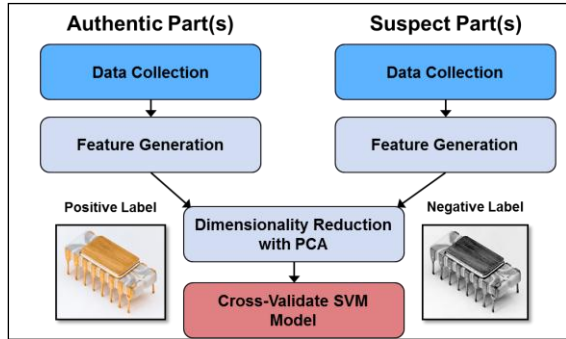 Authentic Part(s)
Suspect Part(s)
Data Collection
Data Collection
Feature Generation
Feature Generation
Positive Label
Negative Label
Dimensionality Reduction
with PCA
Cross-Validate SVM
Model